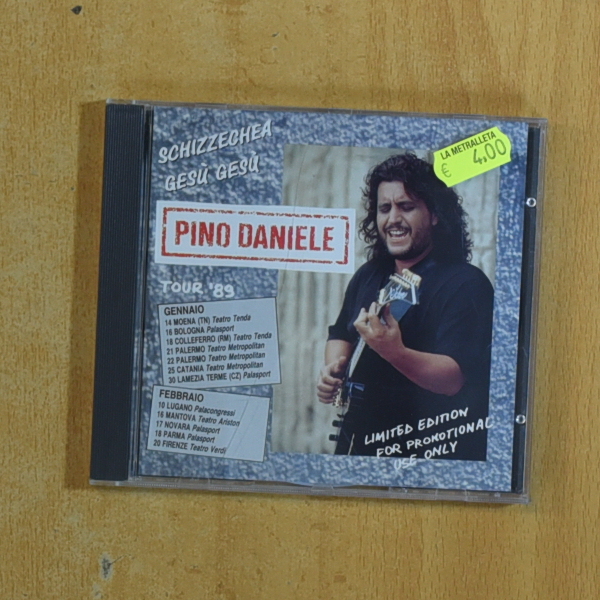 SCHIZZECHEA
GESÙ GESÙ
LA METRALLETA
€ 4,00
PINO DANIELE
TOUR '89
GENNAIO
14 MOENA (TN) Teatro Tenda
16 BOLOGNA Palasport
18 COLLEFERRO (RM) Teatro Tenda
21 PALERMO Teatro Metropolitan
22 PALERMO Teatro Metropolitan
25 CATANIA Teatro Metropolitan
30 LAMEZIA TERME (CZ) Palasport
FEBBRAIO
10 LUGANO Palacongressi
16 MANTOVA Teatro Ariston
17 NOVARA Palasport
18 PARMA Palasport
20 FIRENZE Teatro Verdi
LIMITED EDITION
FOR PROMOTIONAL
USE ONLY